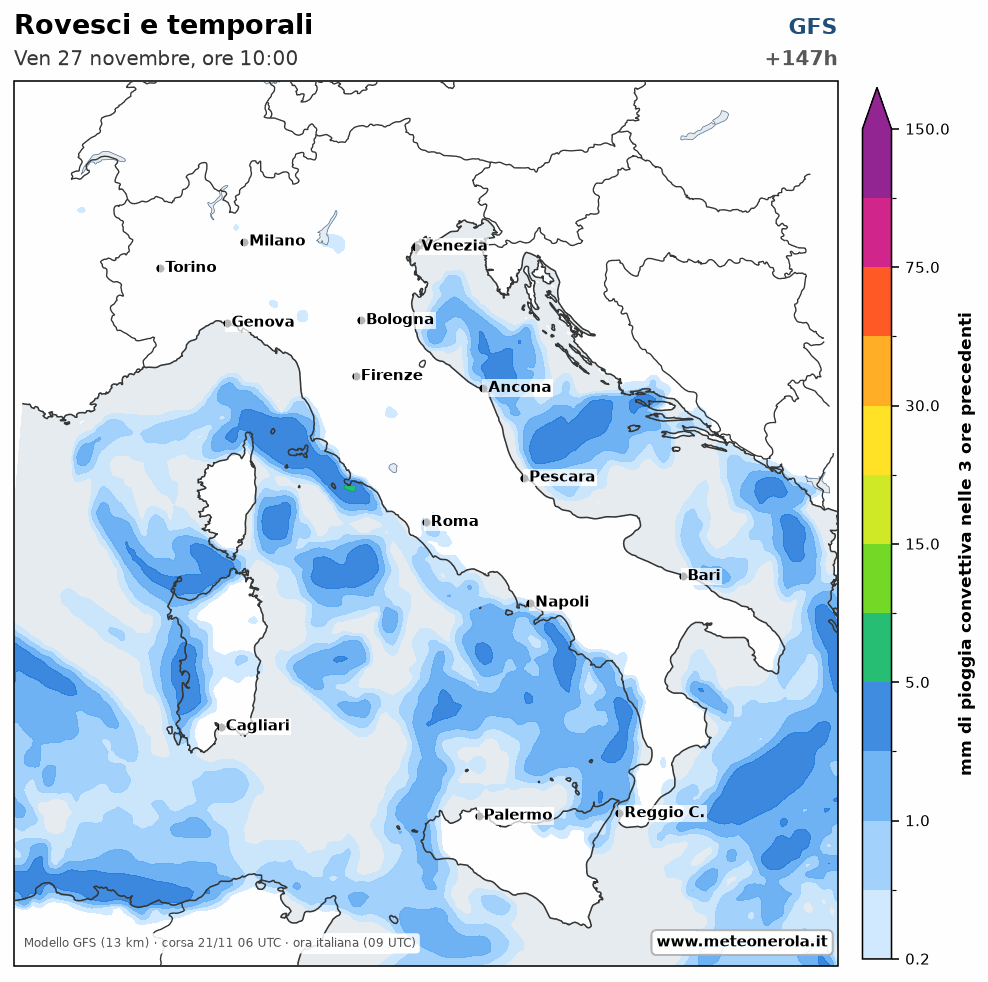 Rovesci e temporali
GFS
Ven 27 novembre, ore 10:00
+147h
150.0
75.0
30.0
15.0
5.0
1.0
0.2
mm di pioggia convettiva nelle 3 ore precedenti
Milano
Venezia
Torino
Genova
Bologna
Firenze
Ancona
Pescara
Roma
Bari
Napoli
Cagliari
Palermo
Reggio C.
Modello GFS (13 km) · corsa 21/11 06 UTC · ora italiana (09 UTC)
www.meteonerola.it